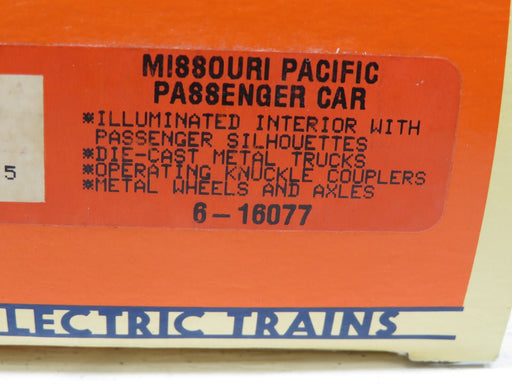 MISSOURI PACIFIC
PASSENGER CAR
*ILLUMINATED INTERIOR WITH
PASSENGER SILHOUETTES
*DIE-CAST METAL TRUCKS
*OPERATING KNUCKLE COUPLERS
*METAL WHEELS AND AXLES
6-16077
5
LECTRIC TRAINS